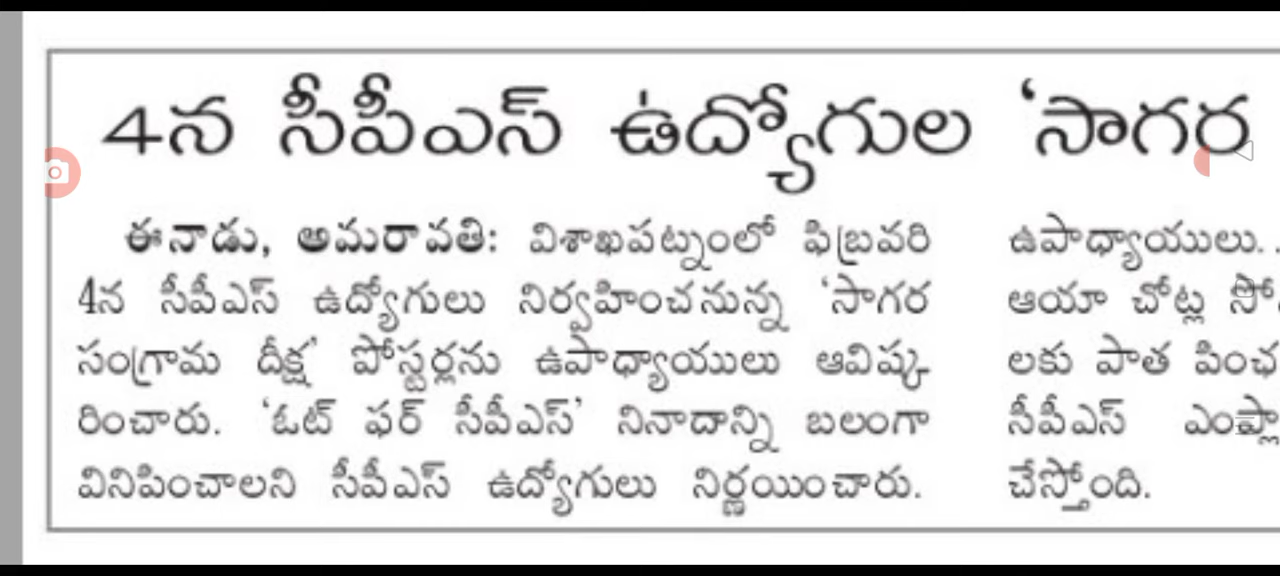 4న సీపీఎస్ ఉద్యోగుల ‘సాగర
ఈనాడు, అమరావతి: విశాఖపట్నంలో ఫిబ్రవరి
4న సీపీఎస్ ఉద్యోగులు నిర్వహించనున్న ‘సాగర
సంగ్రామ దీక్ష’ పోస్టర్లను ఉపాధ్యాయులు ఆవిష్క
రించారు. ‘ఓట్ ఫర్ సీపీఎస్’ నినాదాన్ని బలంగా
వినిపించాలని సీపీఎస్ ఉద్యోగులు నిర్ణయించారు.
ఉపాధ్యాయులు..
ఆయా చోట్ల
లకు పాత పింఛ
సీపీఎస్
చేస్తోంది.